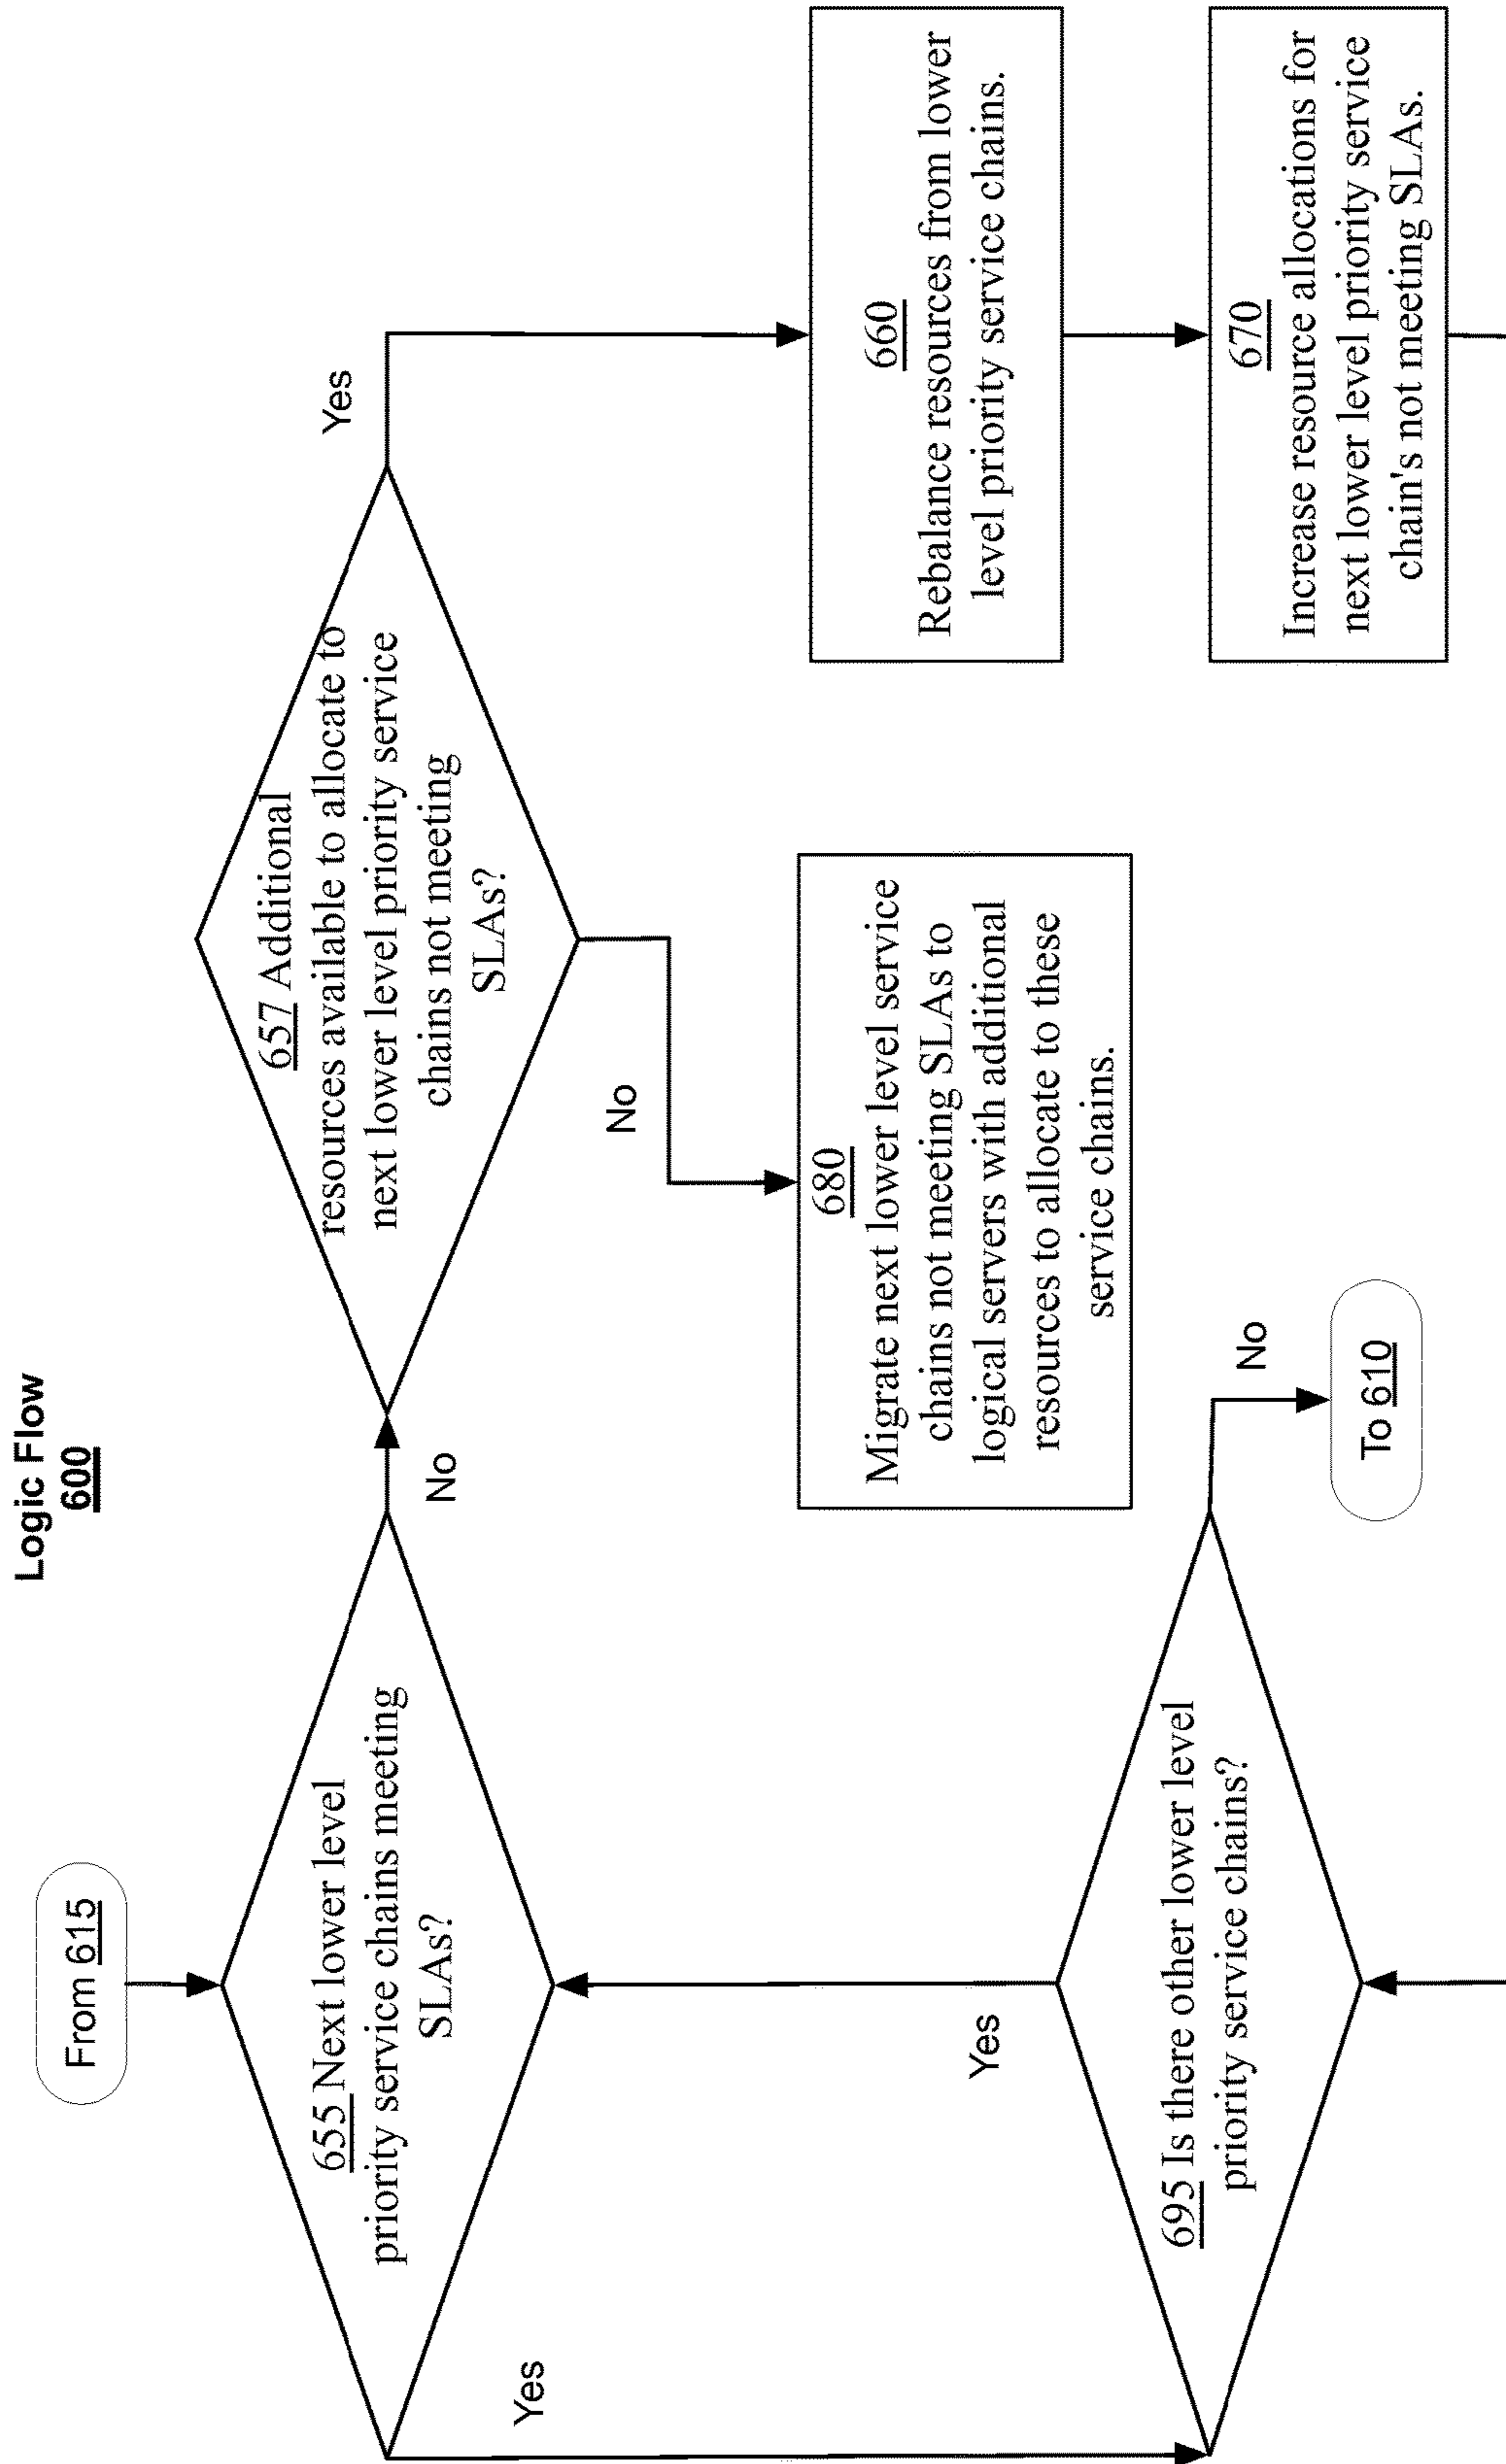 Logic Flow
600
From 615
655 Next lower level
priority service chains meeting
SLAs?
No
Yes
657 Additional
resources available to allocate to
next lower level priority service
chains not meeting
SLAs?
Yes
No
660
Rebalance resources from lower
level priority service chains.
670
Increase resource allocations for
next lower level priority service
chain's not meeting SLAs.
680
Migrate next lower level service
chains not meeting SLAs to
logical servers with additional
resources to allocate to these
service chains.
695 Is there other lower level
priority service chains?
Yes
No
To 610